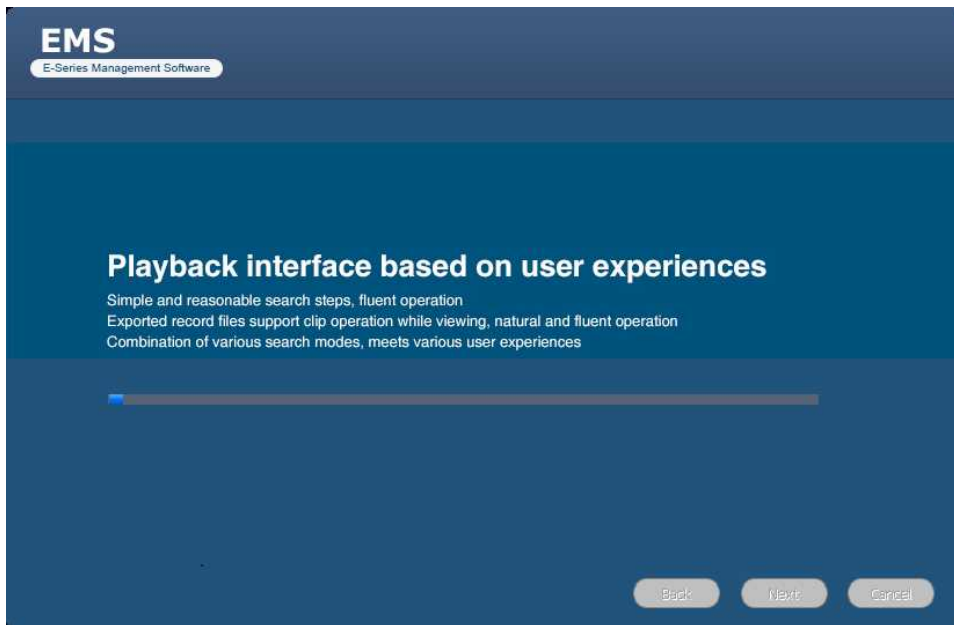 EMS
E-Series Management Software
Playback interface based on user experiences
Simple and reasonable search steps, fluent operation
Exported record files support clip operation while viewing, natural and fluent operation
Combination of various search modes, meets various user experiences
Back Next Cancel